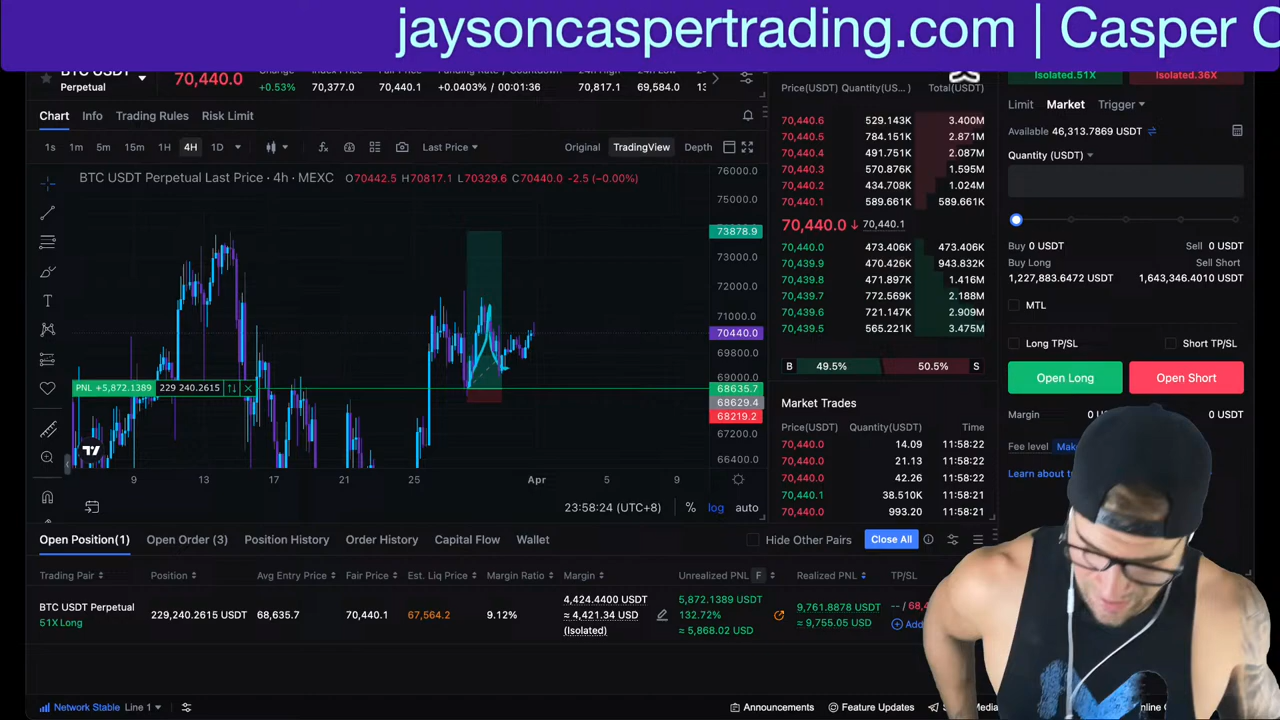 jaysoncaspertrading.com | Casper C
BTC USDT
Perpetual
70,440.0
Change
+0.53%
Index Price
70,377.0
Fair Price
70,440.1
Funding Rate / Countdown
+0.0403% / 00:01:36
24H High
70,817.1
24H Low
69,584.0
Chart Info Trading Rules Risk Limit
1s 1m 5m 15m 1H 4H 1D Last Price Original TradingView Depth
BTC USDT Perpetual Last Price · 4h · MEXC O70442.5 H70817.1 L70329.6 C70440.0 -2.5 (−0.00%)
76000.0
75000.0
73878.9
73000.0
72000.0
71000.0
70440.0
69800.0
69000.0
68635.7
68629.4
68219.2
67200.0
66400.0
PNL +5,872.1389 229 240.2615
9 13 17 21 25 Apr 5 9
23:58:24 (UTC+8) % log auto
Price(USDT) Quantity(US...) Total(USDT)
70,440.6 529.143K 3.400M
70,440.5 784.151K 2.871M
70,440.4 491.751K 2.087M
70,440.3 570.876K 1.595M
70,440.2 434.708K 1.024M
70,440.1 589.661K 589.661K
70,440.0 70,440.1
70,440.0 473.406K 473.406K
70,439.9 470.426K 943.832K
70,439.8 471.897K 1.416M
70,439.7 772.569K 2.188M
70,439.6 721.147K 2.909M
70,439.5 565.221K 3.475M
B 49.5% 50.5% S
Market Trades
Price(USDT) Quantity(USDT) Time
70,440.0 14.09 11:58:22
70,440.0 21.13 11:58:22
70,440.0 42.26 11:58:22
70,440.1 38.510K 11:58:21
70,440.0 993.20 11:58:21
Isolated.51X Isolated.36X
Limit Market Trigger
Available 46,313.7869 USDT
Quantity (USDT)
Buy 0 USDT Sell 0 USDT
Buy Long Sell Short
1,227,883.6472 USDT 1,643,346.4010 USDT
MTL
Long TP/SL Short TP/SL
Open Long Open Short
Margin 0 0 USDT
Fee level
Learn about
Open Position(1) Open Order (3) Position History Order History Capital Flow Wallet Hide Other Pairs Close All
Trading Pair Position Avg Entry Price Fair Price Est. Liq Price Margin Ratio Margin Unrealized PNL F Realized PNL TP/SL
BTC USDT Perpetual
51X Long
229,240.2615 USDT
68,635.7
70,440.1
67,564.2
9.12%
4,424.4400 USDT
≈ 4,421.34 USD
(Isolated)
5,872.1389 USDT
132.72%
≈ 5,868.02 USD
9,761.8878 USDT
≈ 9,755.05 USD
Network Stable Line 1 Announcements Feature Updates